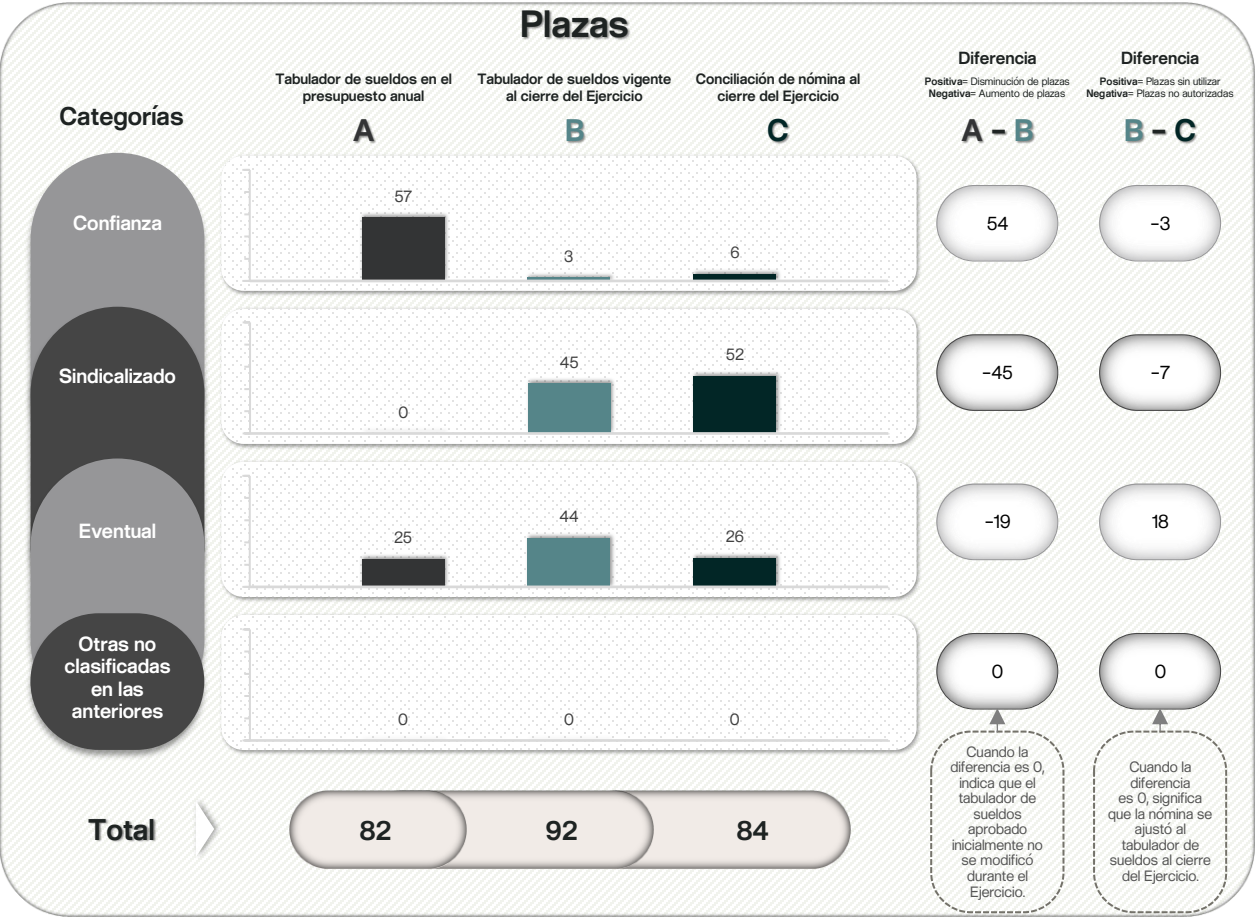 Plazas
Categorías
Tabulador de sueldos en el
presupuesto anual
A
Tabulador de sueldos vigente
al cierre del Ejercicio
B
Conciliación de nómina al
cierre del Ejercicio
C
Diferencia
Positiva= Disminución de plazas
Negativa= Aumento de plazas
A - B
Diferencia
Positiva= Plazas sin utilizar
Negativa= Plazas no autorizadas
B - C
Confianza
57
3
6
54
-3
Sindicalizado
0
45
52
-45
-7
Eventual
25
44
26
-19
18
Otras no
clasificadas
en las
anteriores
0
0
0
0
0
Total
82
92
84
Cuando la
diferencia es 0,
indica que el
tabulador de
sueldos
aprobado
inicialmente no
se modificó
durante el
Ejercicio.
Cuando la
diferencia
es 0, significa
que la nómina se
ajustó al
tabulador de
sueldos al cierre
del Ejercicio.